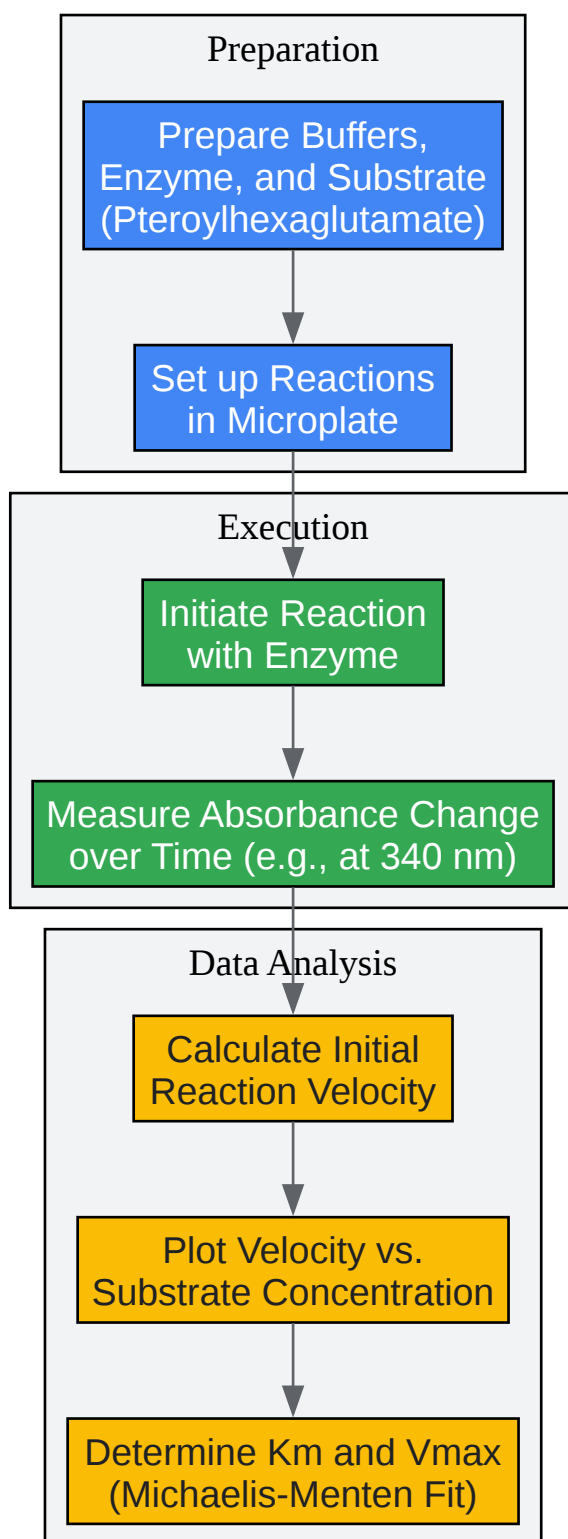 Preparation
Prepare Buffers,
Enzyme, and Substrate
(Pteroylhexaglutamate)
Set up Reactions
in Microplate
Execution
Initiate Reaction
with Enzyme
Measure Absorbance Change
over Time (e.g., at 340 nm)
Data Analysis
Calculate Initial
Reaction Velocity
Plot Velocity vs.
Substrate Concentration
Determine Km and Vmax
(Michaelis-Menten Fit)